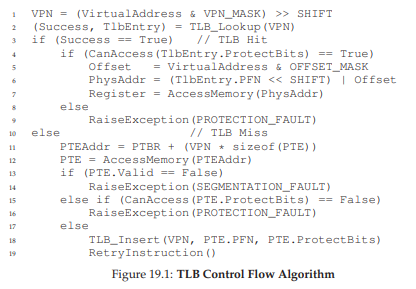 1 VPN = (VirtualAddress & VPN_MASK) >> SHIFT
2 (Success, TlbEntry) = TLB_Lookup(VPN)
3 if (Success == True) // TLB Hit
4 if (CanAccess(TlbEntry.ProtectBits) == True)
5 Offset = VirtualAddress & OFFSET_MASK
6 PhysAddr = (TlbEntry.PFN << SHIFT) | Offset
7 Register = AccessMemory(PhysAddr)
8 else
9 RaiseException(PROTECTION_FAULT)
10 else // TLB Miss
11 PTEAddr = PTBR + (VPN * sizeof(PTE))
12 PTE = AccessMemory(PTEAddr)
13 if (PTE.Valid == False)
14 RaiseException(SEGMENTATION_FAULT)
15 else if (CanAccess(PTE.ProtectBits) == False)
16 RaiseException(PROTECTION_FAULT)
17 else
18 TLB_Insert(VPN, PTE.PFN, PTE.ProtectBits)
19 RetryInstruction()
Figure 19.1: TLB Control Flow Algorithm